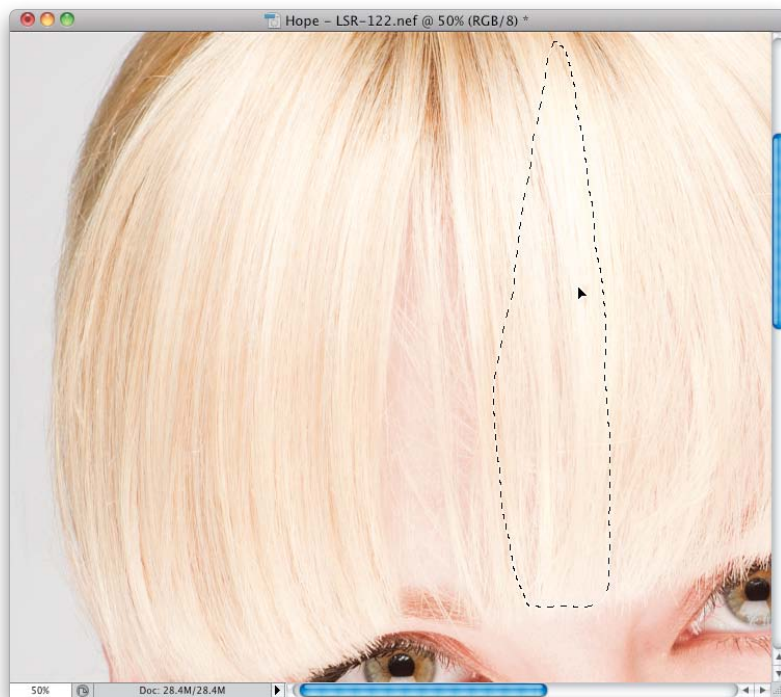 Hope – LSR-122.nef @ 50% (RGB/8) *
50%
Doc: 28.4M/28.4M